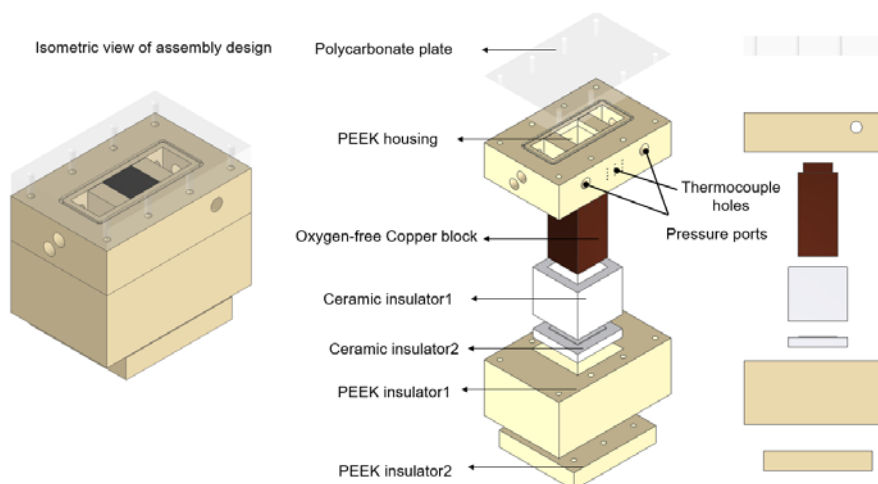 Isometric view of assembly design
Polycarbonate plate
PEEK housing
Thermocouple
holes
Pressure ports
Oxygen-free Copper block
Ceramic insulator1
Ceramic insulator2
PEEK insulator1
PEEK insulator2